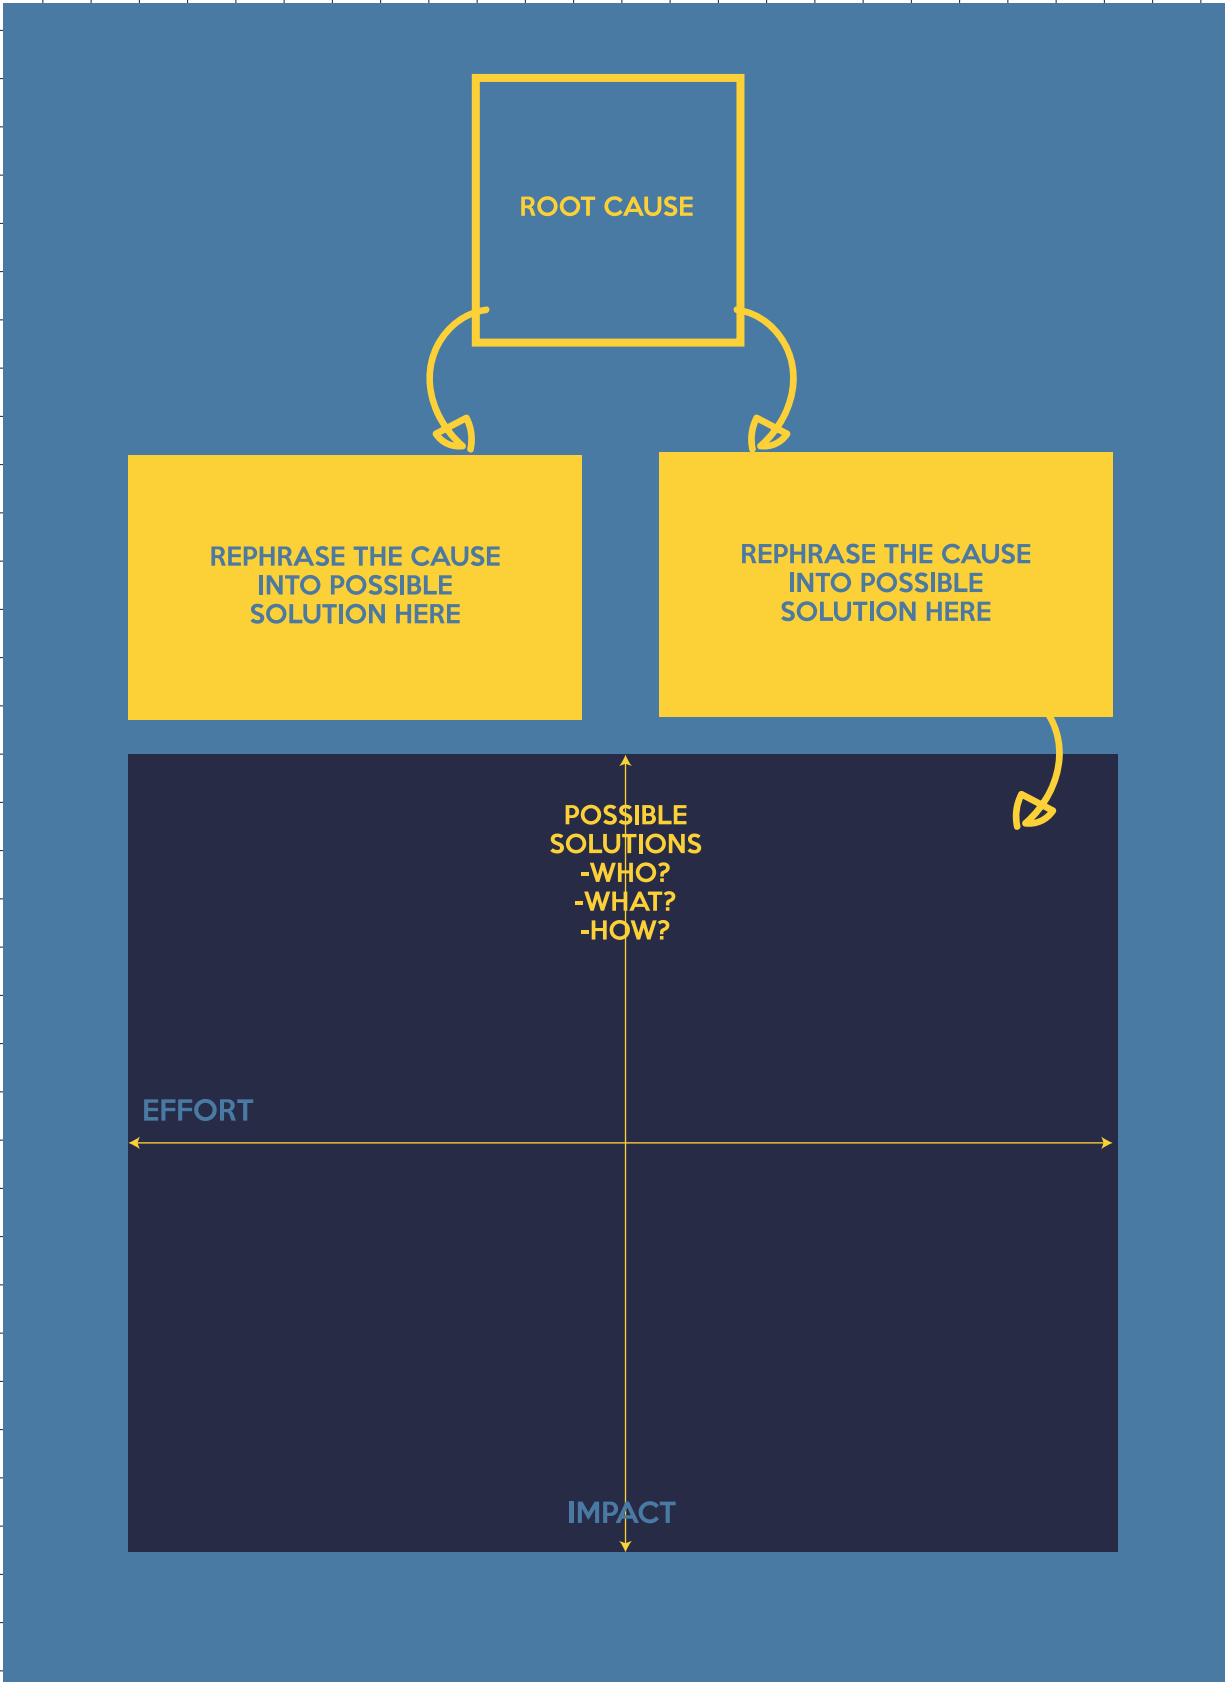 ROOT CAUSE
REPHRASE THE CAUSE
INTO POSSIBLE
SOLUTION HERE
REPHRASE THE CAUSE
INTO POSSIBLE
SOLUTION HERE
POSSIBLE
SOLUTIONS
-WHO?
-WHAT?
-HOW?
EFFORT
IMPACT